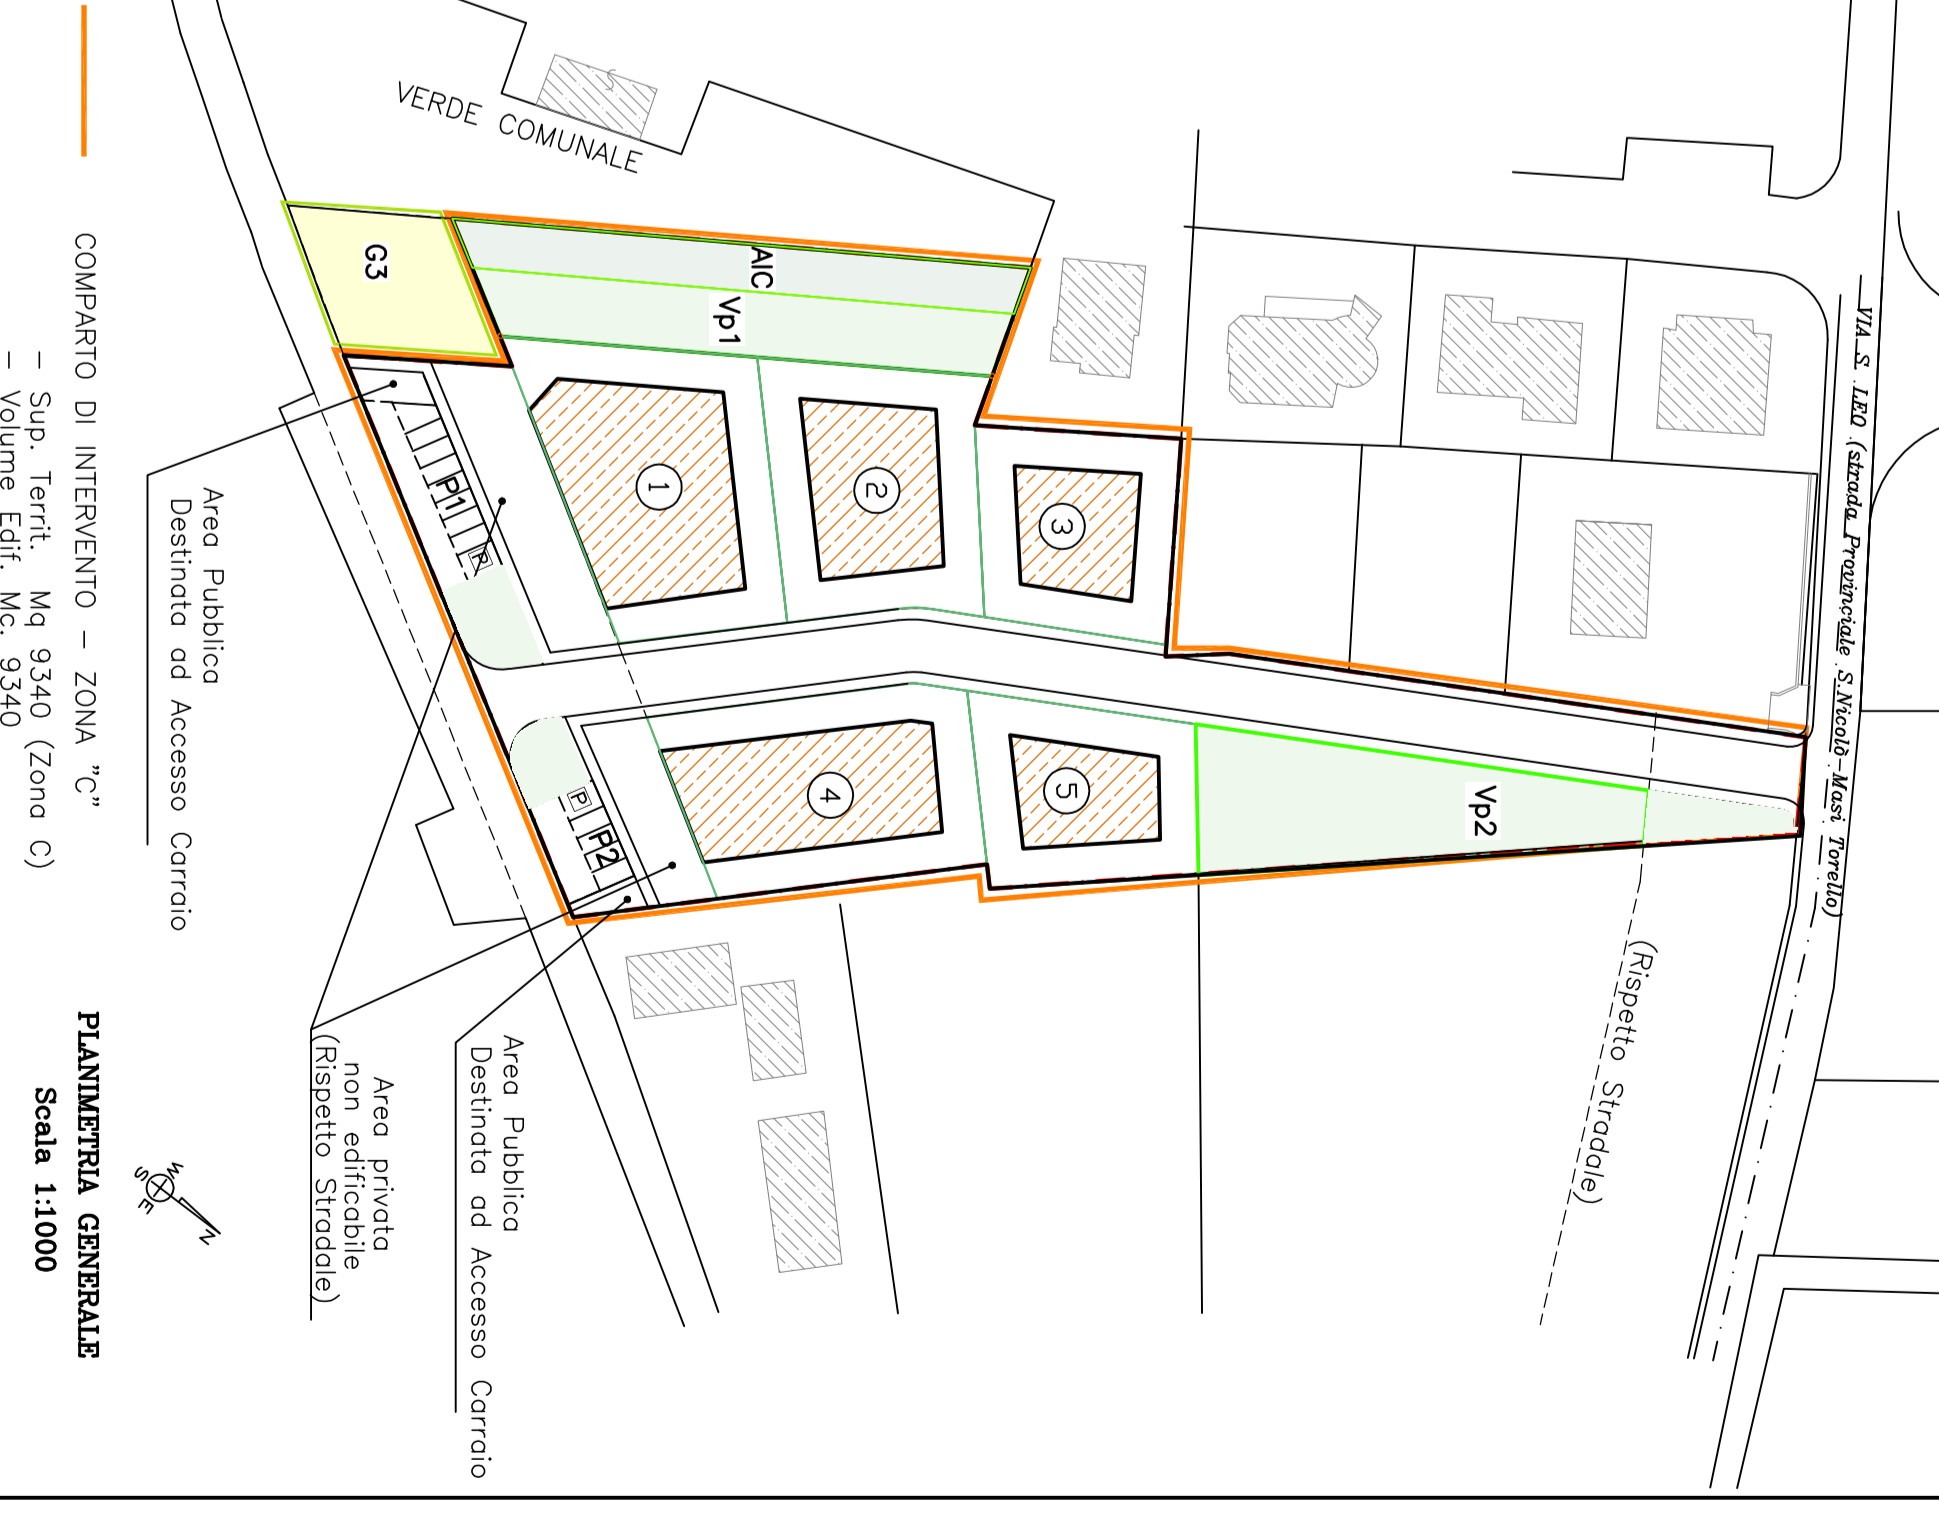 VIA S. LEO (strada Provinciale S.Nicolò-Masi Torello)
(Rispetto Stradale)
VERDE COMUNALE
AIC
Vp1
G3
3
2
1
P1
P
Vp2
5
4
P
P2
Area Pubblica
Destinata ad Accesso Carraio
Area Pubblica
Destinata ad Accesso Carraio
Area privata
non edificabile
(Rispetto Stradale)
N
W
S
E
COMPARTO DI INTERVENTO - ZONA "C"
- Sup. Territ. Mq 9340 (Zona C)
- Volume Edif. Mc. 9340
PLANIMETRIA GENERALE
Scala 1:1000